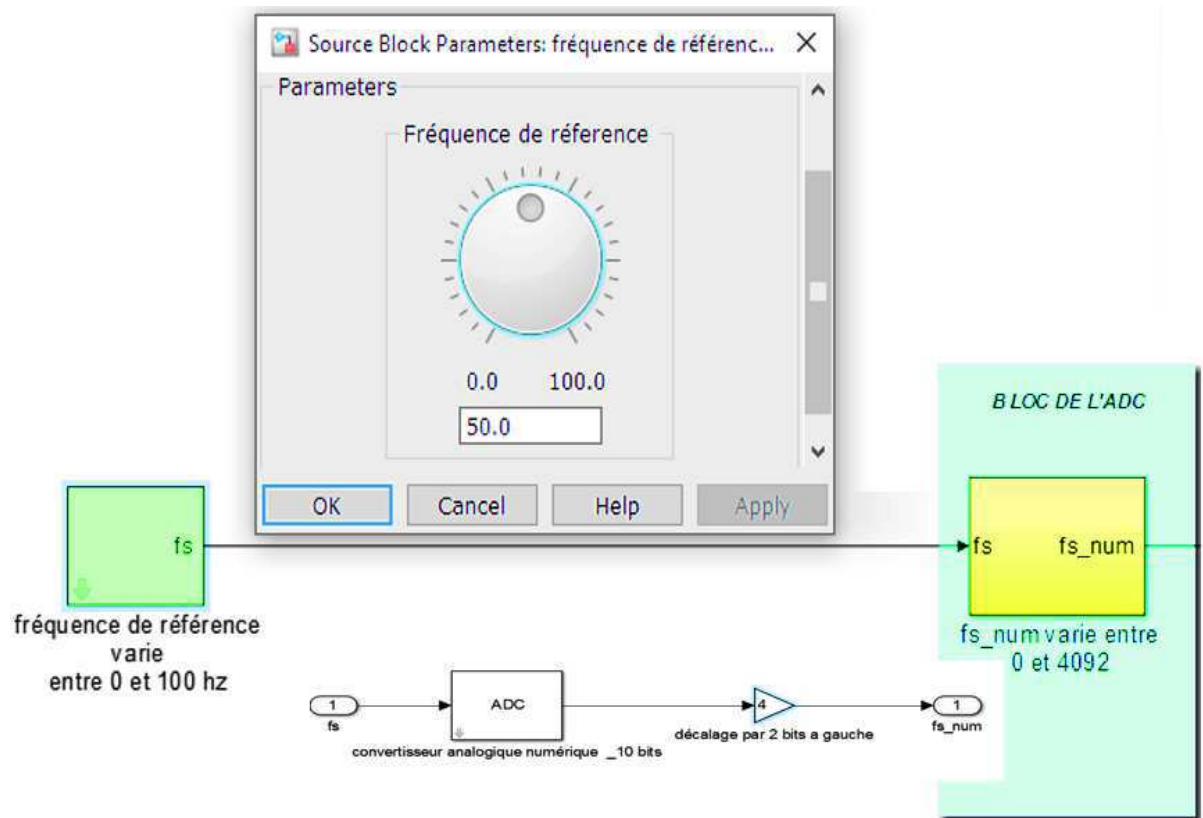 Source Block Parameters: fréquence de référenc...
Parameters
Fréquence de réference
0.0 100.0
50.0
OK Cancel Help Apply
BLOC DE L'ADC
fs
fs fs_num
fréquence de référence
varie
entre 0 et 100 hz
fs_num varie entre
0 et 4092
1
fs
ADC
convertisseur analogique numérique _10 bits
4
décalage par 2 bits a gauche
1
fs_num